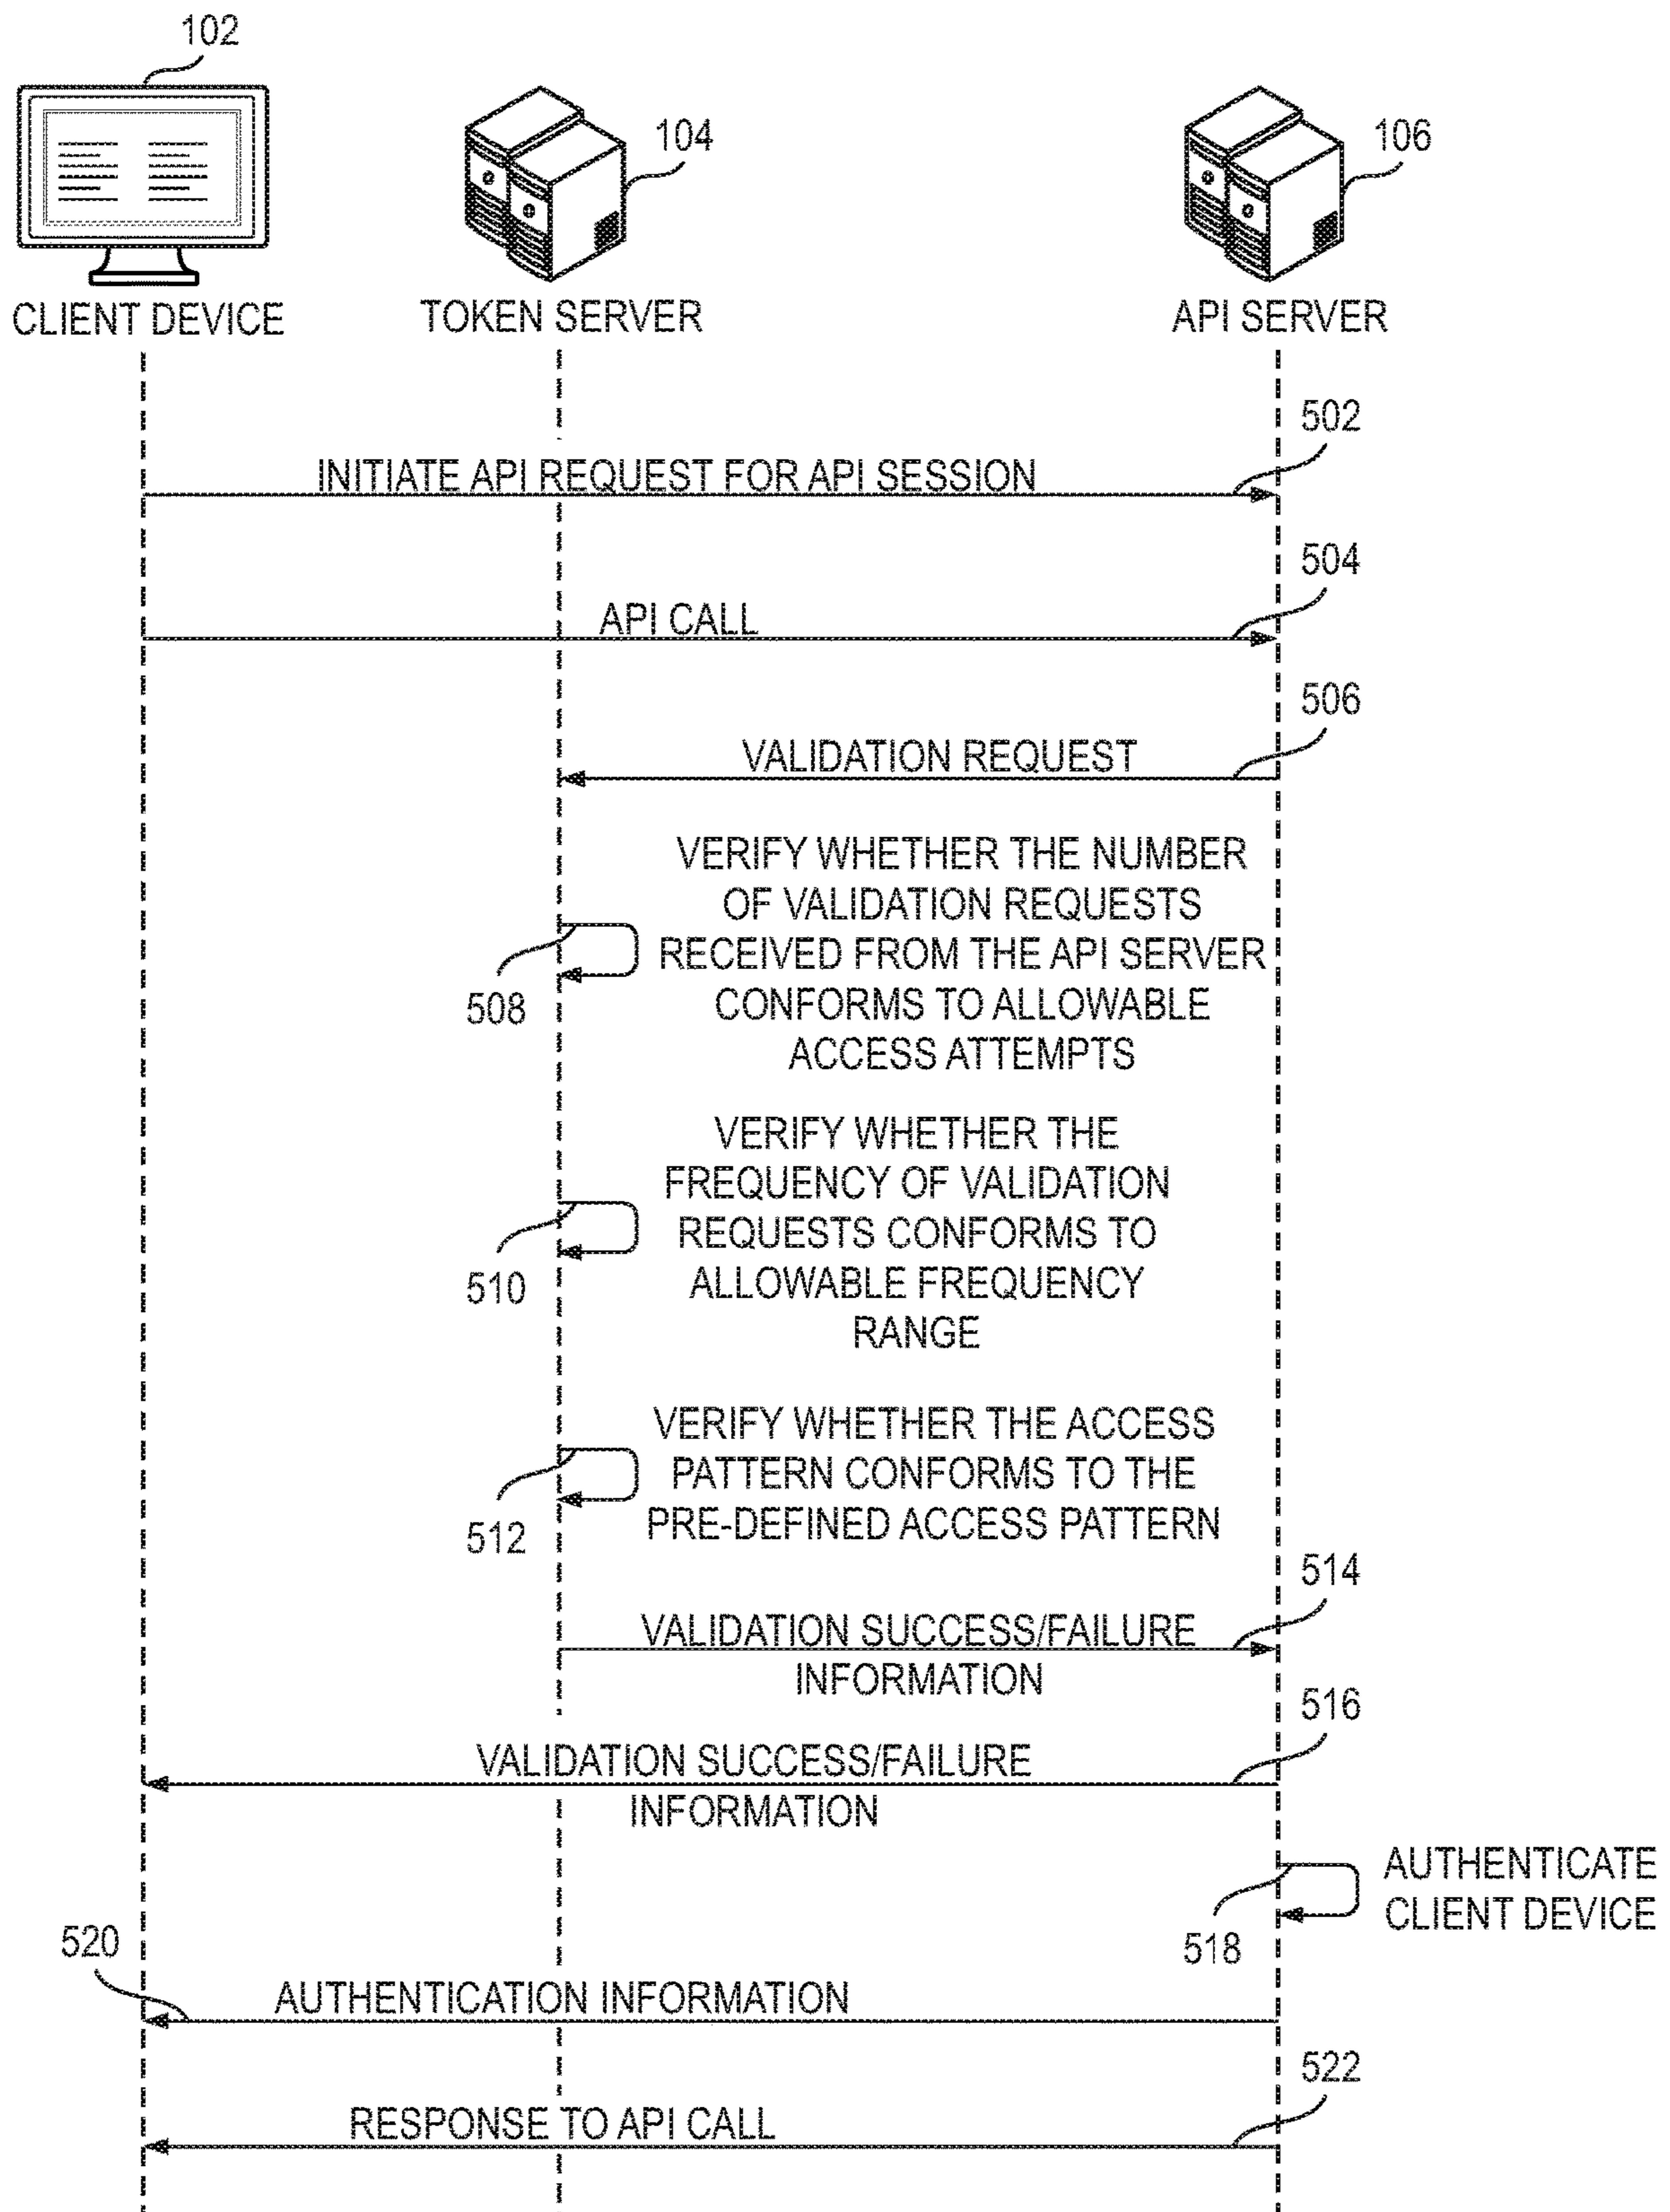 102
104
106
CLIENT DEVICE
TOKEN SERVER
API SERVER
502
INITIATE API REQUEST FOR API SESSION
504
API CALL
506
VALIDATION REQUEST
VERIFY WHETHER THE NUMBER
OF VALIDATION REQUESTS
RECEIVED FROM THE API SERVER
CONFORMS TO ALLOWABLE
ACCESS ATTEMPTS
508
VERIFY WHETHER THE
FREQUENCY OF VALIDATION
REQUESTS CONFORMS TO
ALLOWABLE FREQUENCY
RANGE
510
VERIFY WHETHER THE ACCESS
PATTERN CONFORMS TO THE
PRE-DEFINED ACCESS PATTERN
512
514
VALIDATION SUCCESS/FAILURE
INFORMATION
516
VALIDATION SUCCESS/FAILURE
INFORMATION
AUTHENTICATE
CLIENT DEVICE
518
520
AUTHENTICATION INFORMATION
522
RESPONSE TO API CALL